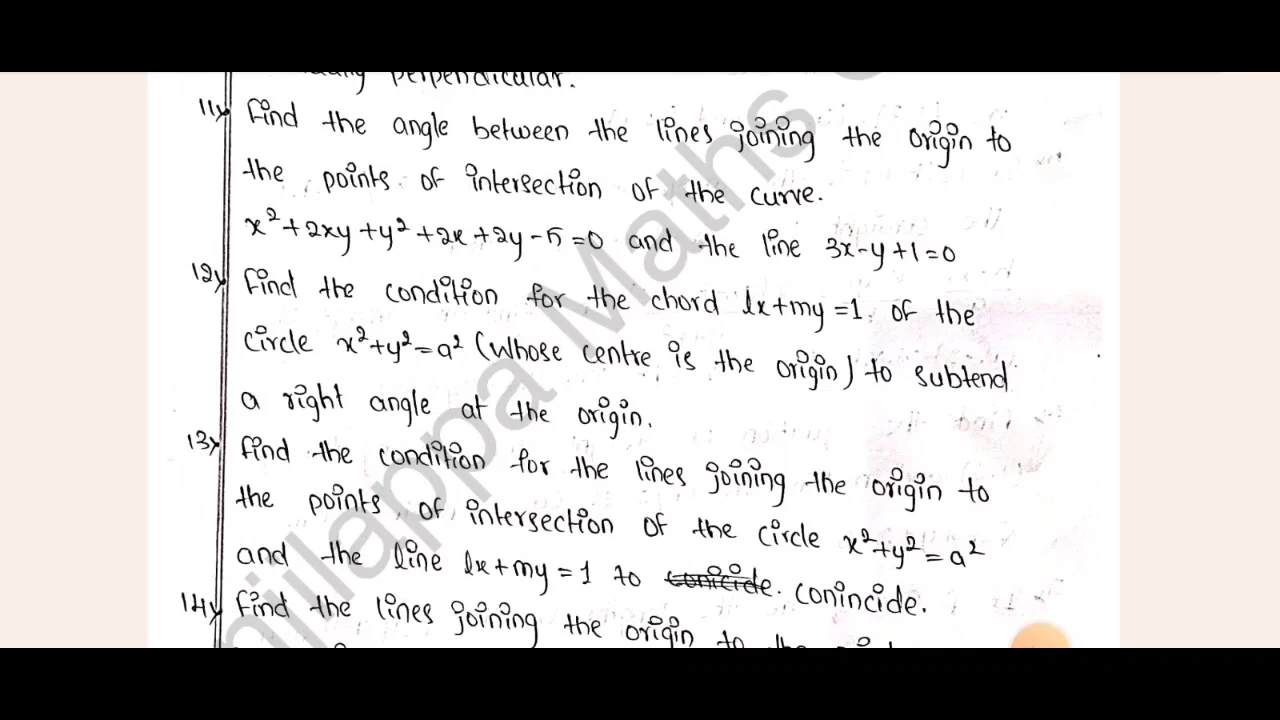 perpendicular.
11) Find the angle between the lines joining the origin to
the points of intersection of the curve.
x²+2xy+y²+2x+2y-5=0 and the line 3x-y+1=0
12) Find the condition for the chord lx+my=1 of the
circle x²+y²=a² (whose centre is the origin) to subtend
a right angle at the origin.
13) Find the condition for the lines joining the origin to
the points of intersection of the circle x²+y²=a²
and the line lx+my=1 to conincide.
14) Find the lines joining the origin to the
Maths